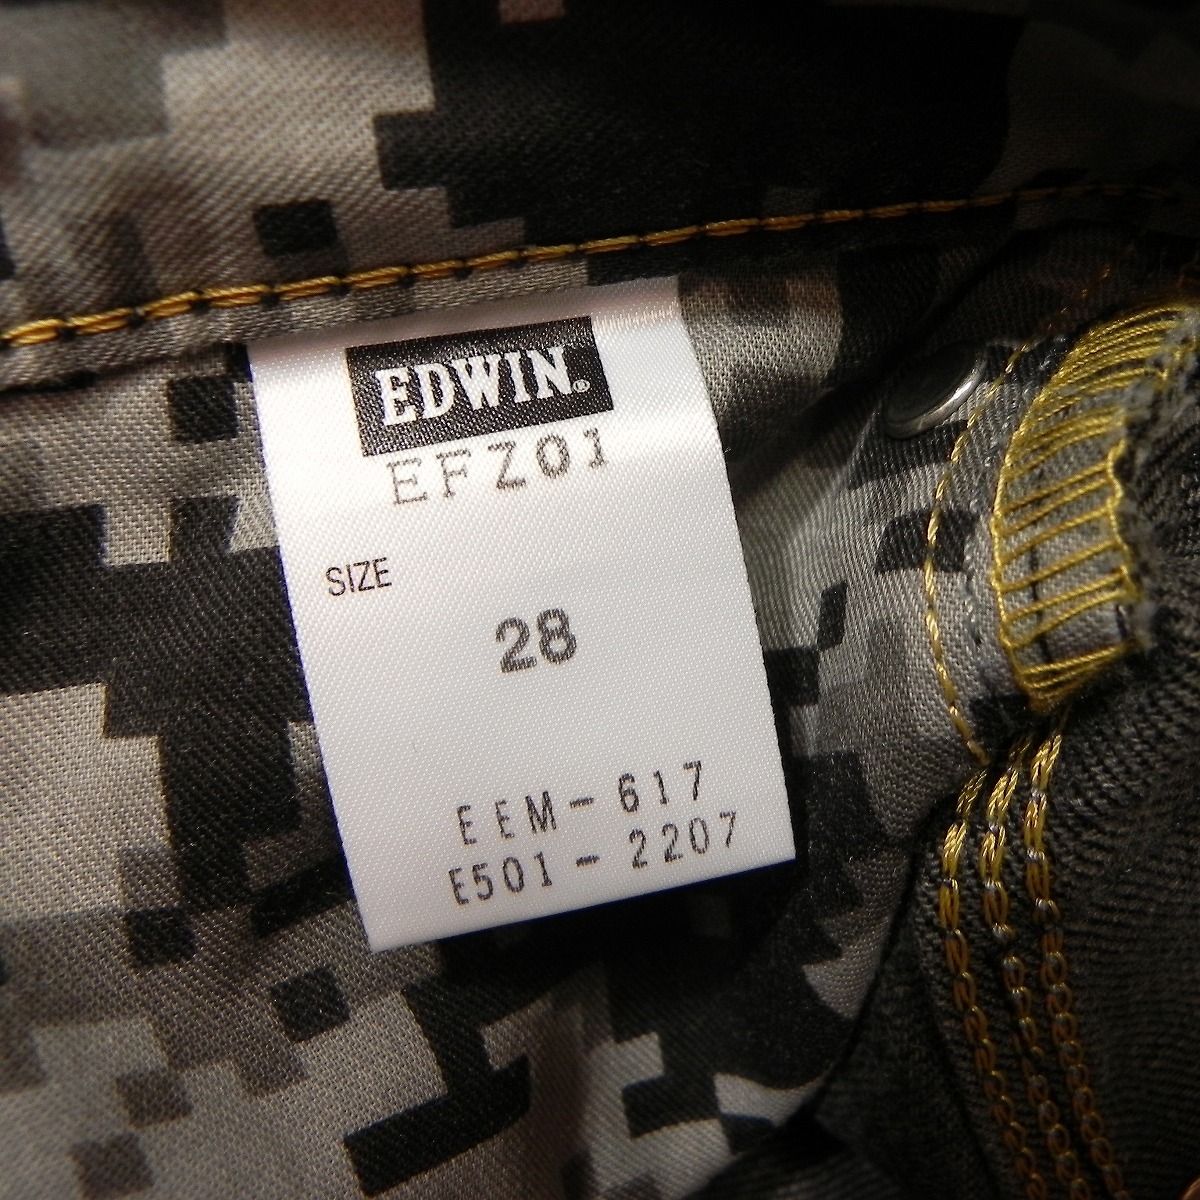 EDWIN®
EFZ01
SIZE
28
EEM-617
E501-2207